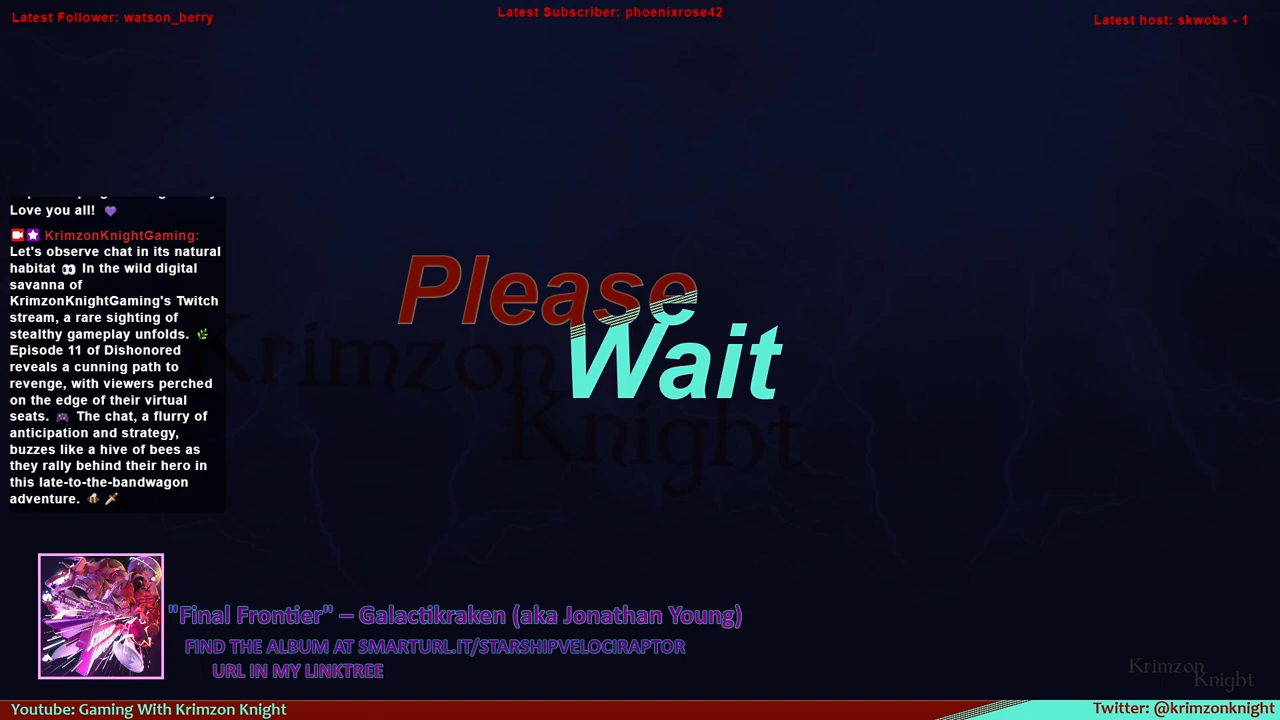 Latest Follower: watson_berry
Latest Subscriber: phoenixrose42
Latest host: skwobs - 1
Love you all! 💜
KrimzonKnightGaming:
Let's observe chat in its natural
habitat 👀 In the wild digital
savanna of
KrimzonKnightGaming's Twitch
stream, a rare sighting of
stealthy gameplay unfolds. 🌿
Episode 11 of Dishonored
reveals a cunning path to
revenge, with viewers perched
on the edge of their virtual
seats. 🎮 The chat, a flurry of
anticipation and strategy,
buzzes like a hive of bees as
they rally behind their hero in
this late-to-the-bandwagon
adventure. 🐝 🗡️
Please
Wait
Krimzon
Knight
"Final Frontier" – Galactikraken (aka Jonathan Young)
FIND THE ALBUM AT SMARTURL.IT/STARSHIPVELOCIRAPTOR
URL IN MY LINKTREE
Krimzon
Knight
Youtube: Gaming With Krimzon Knight
Twitter: @krimzonknight